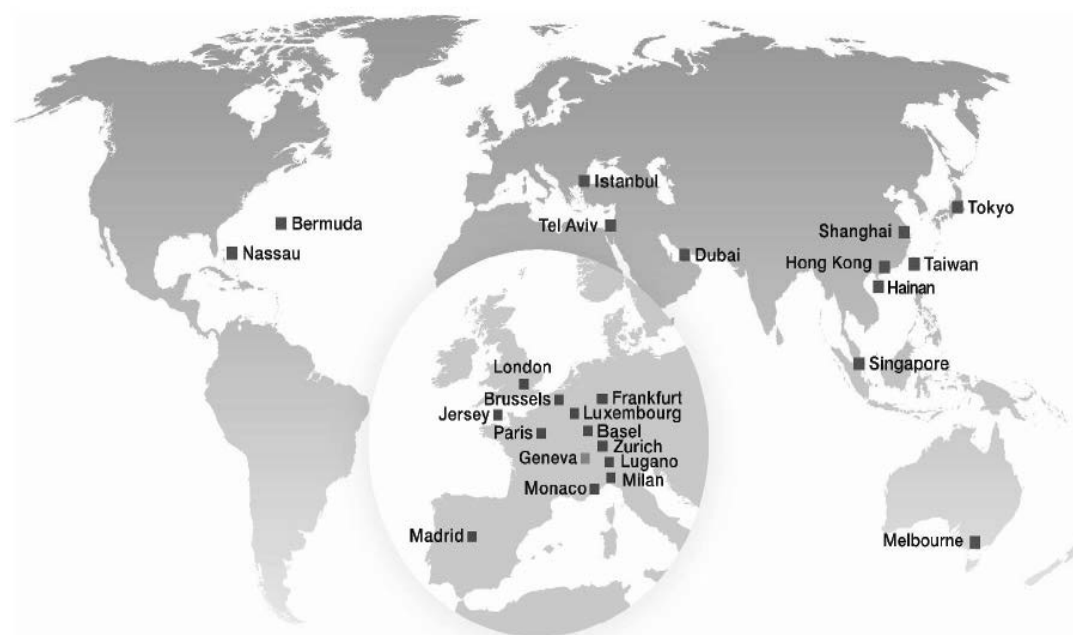 Istanbul
Tokyo
Bermuda
Tel Aviv
Shanghai
Nassau
Dubai
Hong Kong
Taiwan
Hainan
Singapore
London
Brussels
Frankfurt
Jersey
Luxembourg
Paris
Basel
Zurich
Geneva
Lugano
Milan
Monaco
Madrid
Melbourne